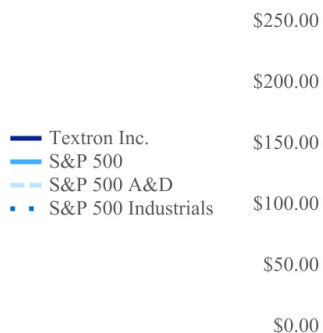 $250.00
$200.00
$150.00
$100.00
$50.00
$0.00
Textron Inc.
S&P 500
S&P 500 A&D
S&P 500 Industrials